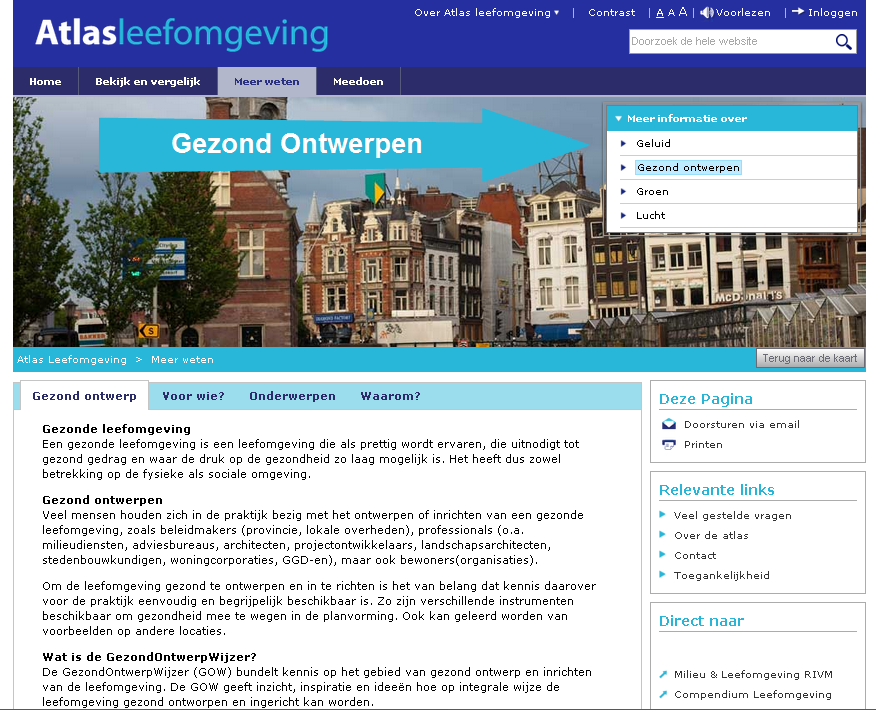 Over Atlas leefomgeving ▾ | Contrast | A A A | Voorlezen | Inloggen
Atlasleefomgeving
Doorzoek de hele website
Home Bekijk en vergelijk Meer weten Meedoen
Gezond Ontwerpen
Meer informatie over
Geluid
Gezond ontwerpen
Groen
Lucht
McDonald's
S
Atlas Leefomgeving > Meer weten
Terug naar de kaart
Gezond ontwerp Voor wie? Onderwerpen Waarom?
Gezonde leefomgeving
Een gezonde leefomgeving is een leefomgeving die als prettig wordt ervaren, die uitnodigt tot
gezond gedrag en waar de druk op de gezondheid zo laag mogelijk is. Het heeft dus zowel
betrekking op de fysieke als sociale omgeving.
Gezond ontwerpen
Veel mensen houden zich in de praktijk bezig met het ontwerpen of inrichten van een gezonde
leefomgeving, zoals beleidmakers (provincie, lokale overheden), professionals (o.a.
milieudiensten, adviesbureaus, architecten, projectontwikkelaars, landschapsarchitecten,
stedenbouwkundigen, woningcorporaties, GGD-en), maar ook bewoners(organisaties).
Om de leefomgeving gezond te ontwerpen en in te richten is het van belang dat kennis daarover
voor de praktijk eenvoudig en begrijpelijk beschikbaar is. Zo zijn verschillende instrumenten
beschikbaar om gezondheid mee te wegen in de planvorming. Ook kan geleerd worden van
voorbeelden op andere locaties.
Wat is de GezondOntwerpWijzer?
De GezondOntwerpWijzer (GOW) bundelt kennis op het gebied van gezond ontwerp en inrichten
van de leefomgeving. De GOW geeft inzicht, inspiratie en ideeën hoe op integrale wijze de
leefomgeving gezond ontworpen en ingericht kan worden.
Deze Pagina
Doorsturen via email
Printen
Relevante links
Veel gestelde vragen
Over de atlas
Contact
Toegankelijkheid
Direct naar
Milieu & Leefomgeving RIVM
Compendium Leefomgeving